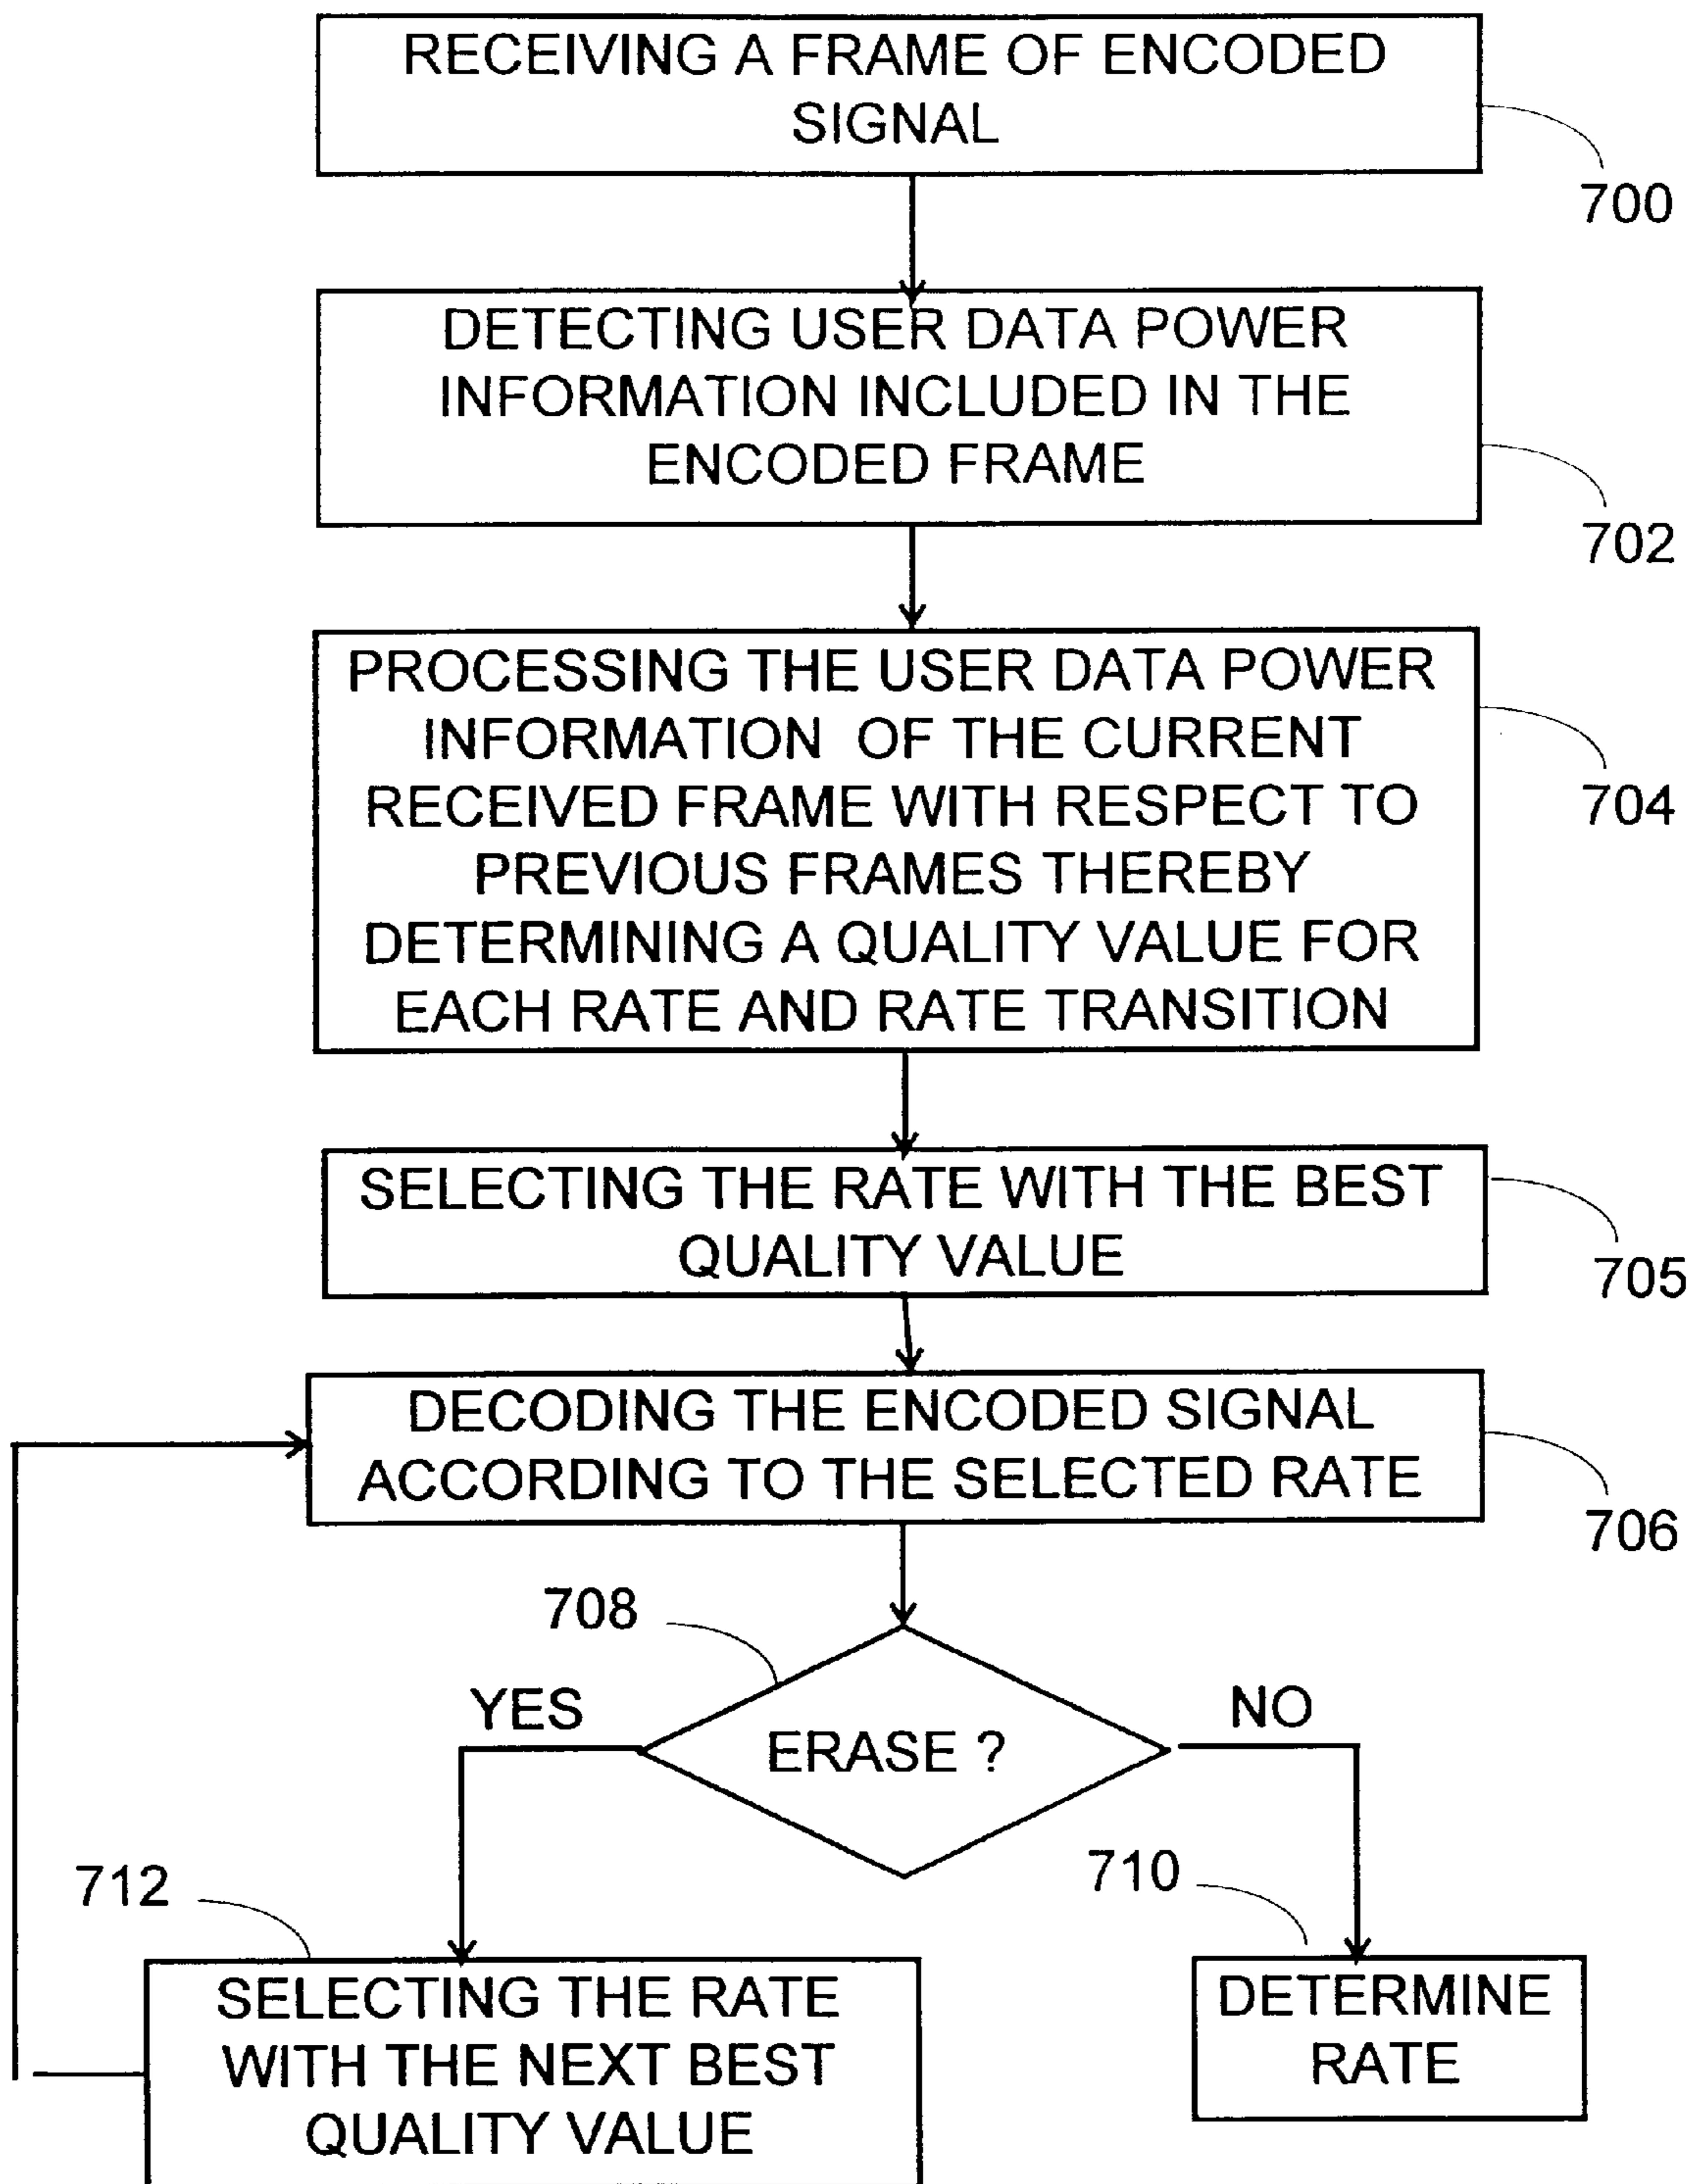 RECEIVING A FRAME OF ENCODED
SIGNAL
700
DETECTING USER DATA POWER
INFORMATION INCLUDED IN THE
ENCODED FRAME
702
PROCESSING THE USER DATA POWER
INFORMATION OF THE CURRENT
RECEIVED FRAME WITH RESPECT TO
PREVIOUS FRAMES THEREBY
DETERMINING A QUALITY VALUE FOR
EACH RATE AND RATE TRANSITION
704
SELECTING THE RATE WITH THE BEST
QUALITY VALUE
705
DECODING THE ENCODED SIGNAL
ACCORDING TO THE SELECTED RATE
706
708
YES
ERASE ?
NO
712
SELECTING THE RATE
WITH THE NEXT BEST
QUALITY VALUE
710
DETERMINE
RATE